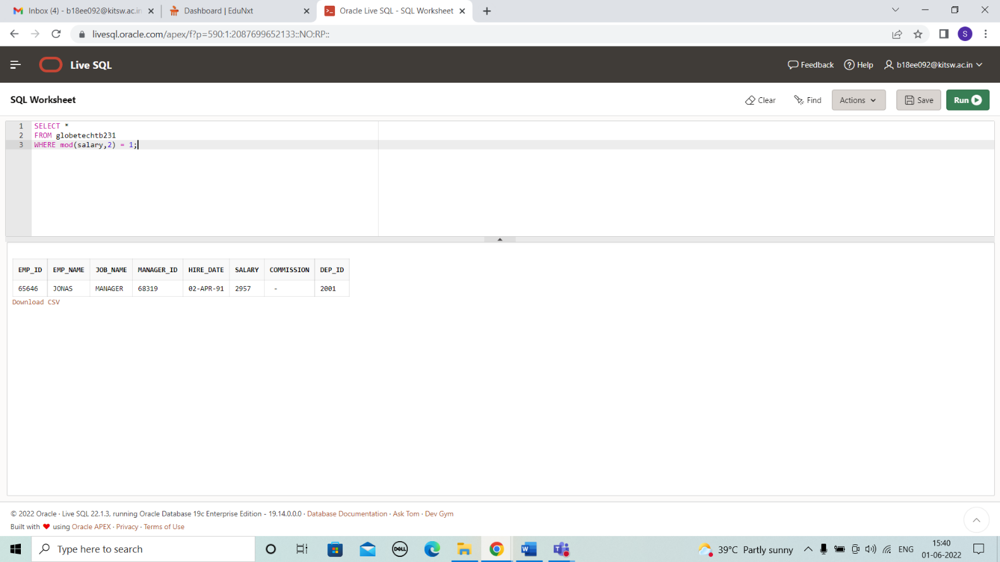 Inbox (4) - b18ee092@kitsw.ac.in
Dashboard | EduNxt
Oracle Live SQL - SQL Worksheet
livesql.oracle.com/apex/f?p=590:1:2087699652133::NO:RP::
S
Live SQL
Feedback
Help
b18ee092@kitsw.ac.in
SQL Worksheet
Clear
Find
Actions
Save
Run
1 SELECT *
2 FROM globetechtb231
3 WHERE mod(salary,2) = 1;
EMP_ID EMP_NAME JOB_NAME MANAGER_ID HIRE_DATE SALARY COMMISSION DEP_ID
65646 JONAS MANAGER 68319 02-APR-91 2957 - 2001
Download CSV
© 2022 Oracle · Live SQL 22.1.3, running Oracle Database 19c Enterprise Edition - 19.14.0.0.0 · Database Documentation · Ask Tom · Dev Gym
Built with ♥ using Oracle APEX · Privacy · Terms of Use
Type here to search
DELL
W
39°C Partly sunny
ENG
15:40
01-06-2022